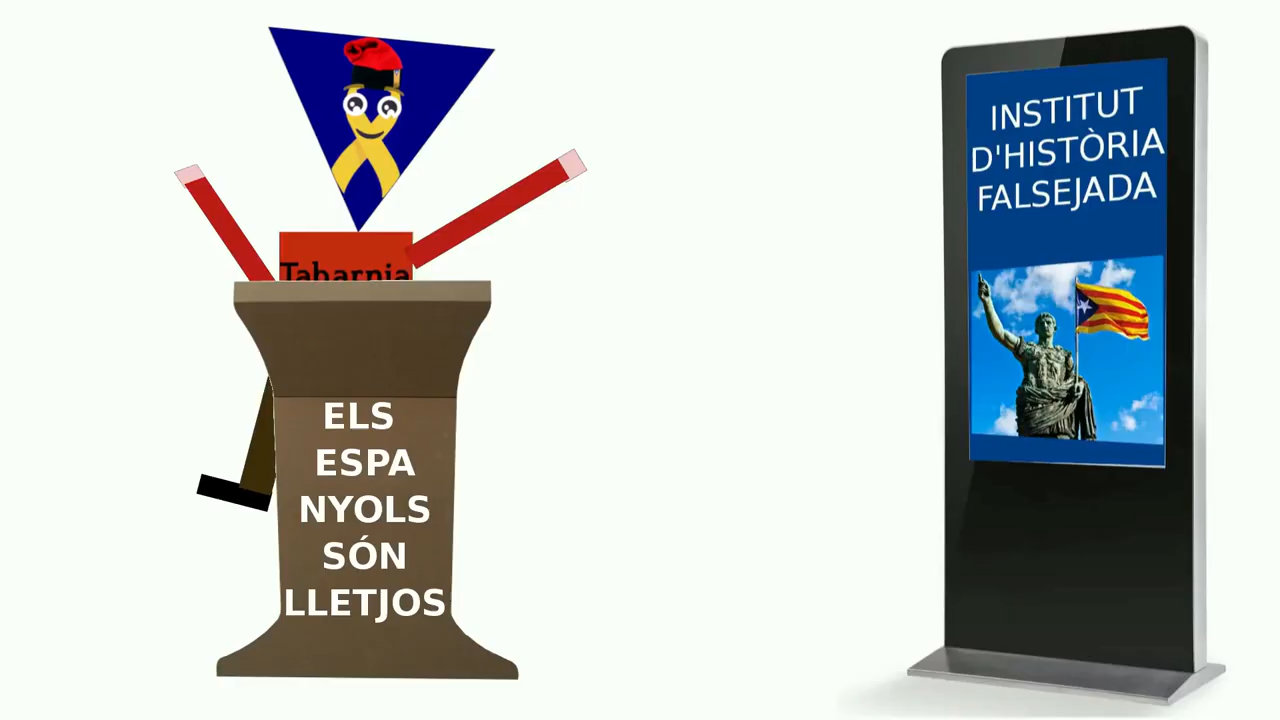 Tabarnia
ELS
ESPA
NYOLS
SÓN
LLETJOS
INSTITUT
D'HISTÒRIA
FALSEJADA